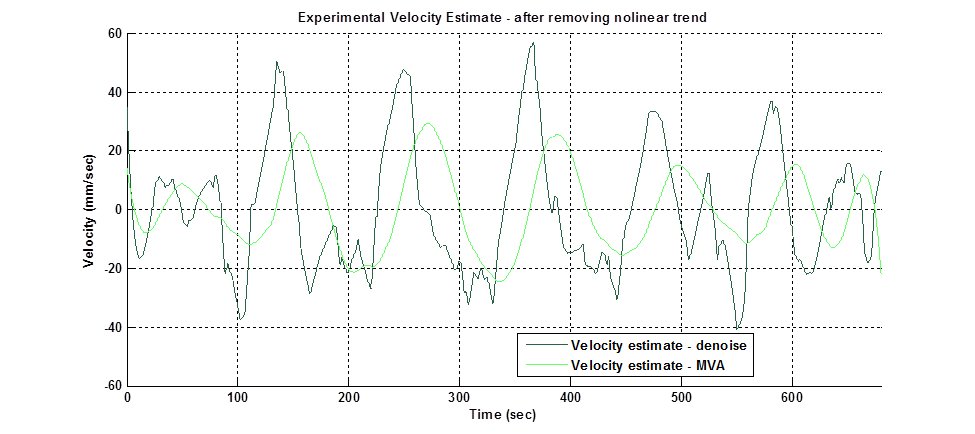 Experimental Velocity Estimate - after removing nolinear trend
60
40
20
0
-20
-40
-60
Velocity (mm/sec)
Velocity estimate - denoise
Velocity estimate - MVA
0 100 200 300 400 500 600
Time (sec)